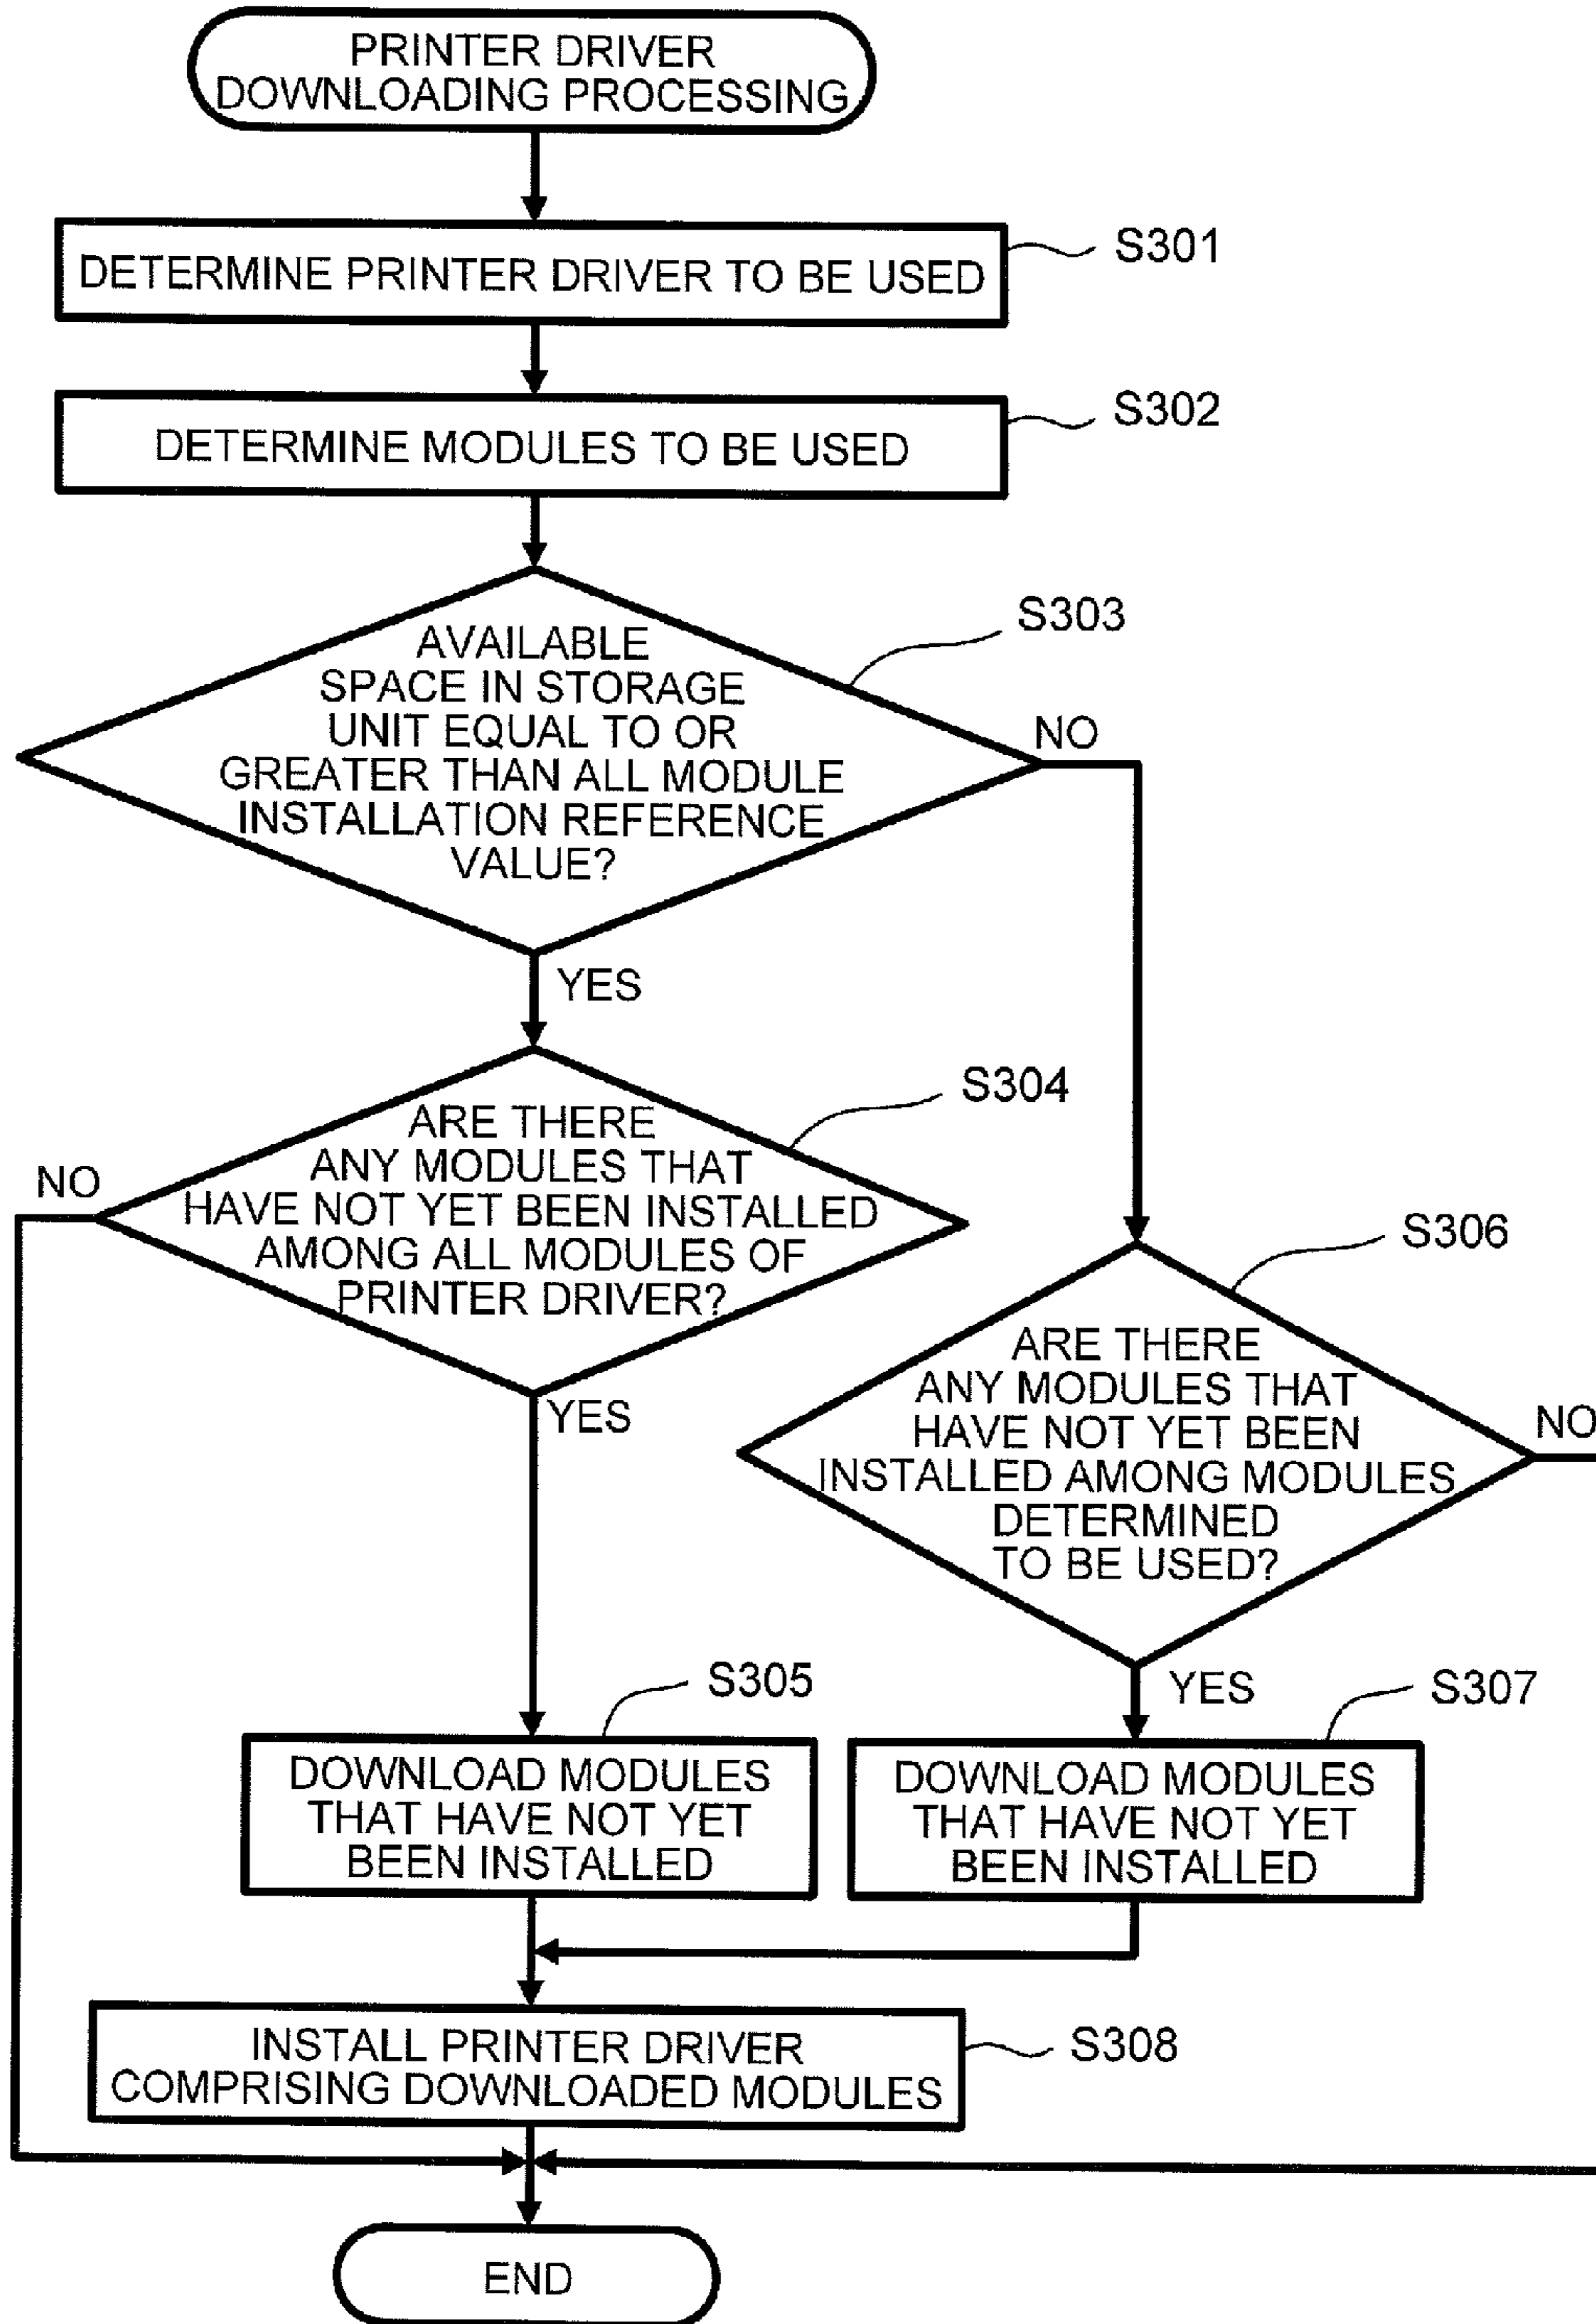 PRINTER DRIVER
DOWNLOADING PROCESSING
DETERMINE PRINTER DRIVER TO BE USED
S301
DETERMINE MODULES TO BE USED
S302
AVAILABLE
SPACE IN STORAGE
UNIT EQUAL TO OR
GREATER THAN ALL MODULE
INSTALLATION REFERENCE
VALUE?
S303
NO
YES
ARE THERE
ANY MODULES THAT
HAVE NOT YET BEEN INSTALLED
AMONG ALL MODULES OF
PRINTER DRIVER?
S304
NO
YES
ARE THERE
ANY MODULES THAT
HAVE NOT YET BEEN
INSTALLED AMONG MODULES
DETERMINED
TO BE USED?
S306
NO
YES
DOWNLOAD MODULES
THAT HAVE NOT YET
BEEN INSTALLED
S305
DOWNLOAD MODULES
THAT HAVE NOT YET
BEEN INSTALLED
S307
INSTALL PRINTER DRIVER
COMPRISING DOWNLOADED MODULES
S308
END